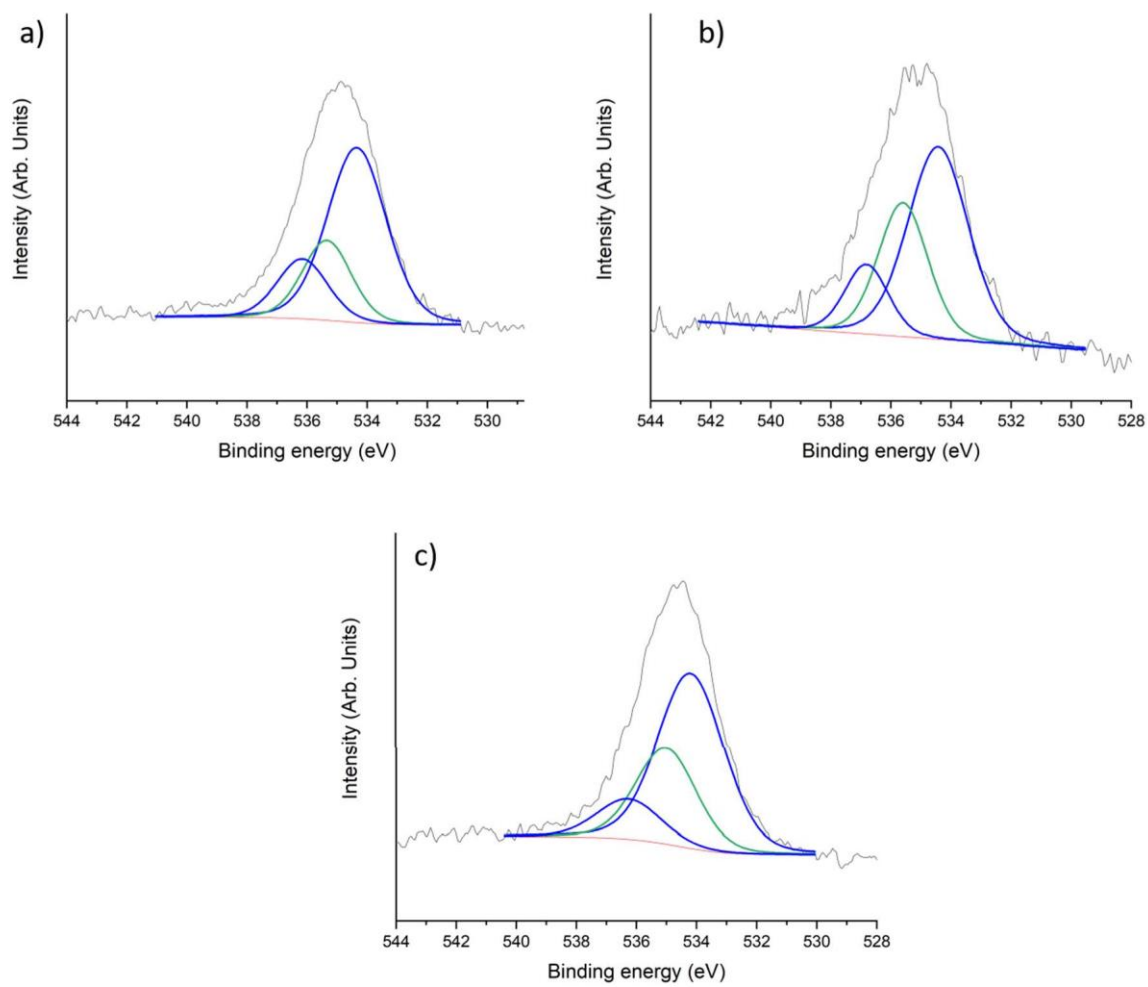 a)
Intensity (Arb. Units)
544 542 540 538 536 534 532 530
Binding energy (eV)
b)
Intensity (Arb. Units)
544 542 540 538 536 534 532 530 528
Binding energy (eV)
c)
Intensity (Arb. Units)
544 542 540 538 536 534 532 530 528
Binding energy (eV)